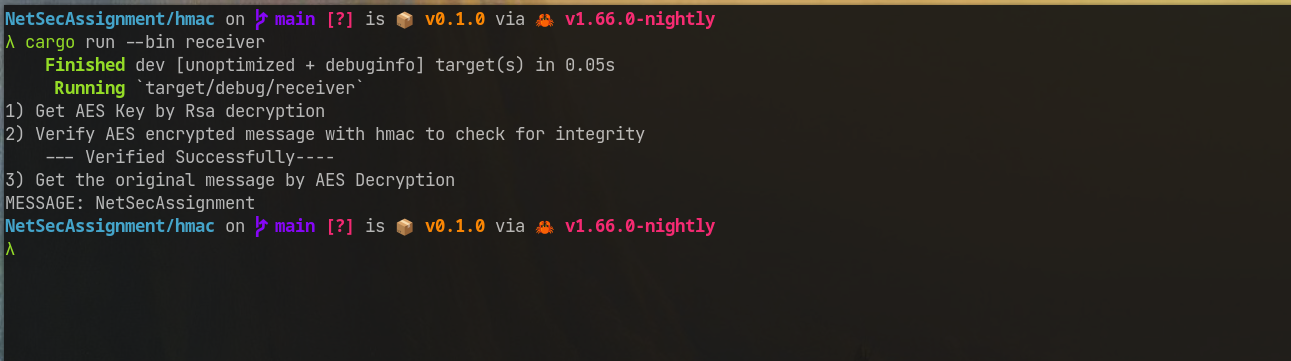 NetSecAssignment/hmac on main [?] is 📦 v0.1.0 via 🦀 v1.66.0-nightly
λ cargo run --bin receiver
    Finished dev [unoptimized + debuginfo] target(s) in 0.05s
     Running `target/debug/receiver`
1) Get AES Key by Rsa decryption
2) Verify AES encrypted message with hmac to check for integrity
    --- Verified Successfully----
3) Get the original message by AES Decryption
MESSAGE: NetSecAssignment
NetSecAssignment/hmac on main [?] is 📦 v0.1.0 via 🦀 v1.66.0-nightly
λ